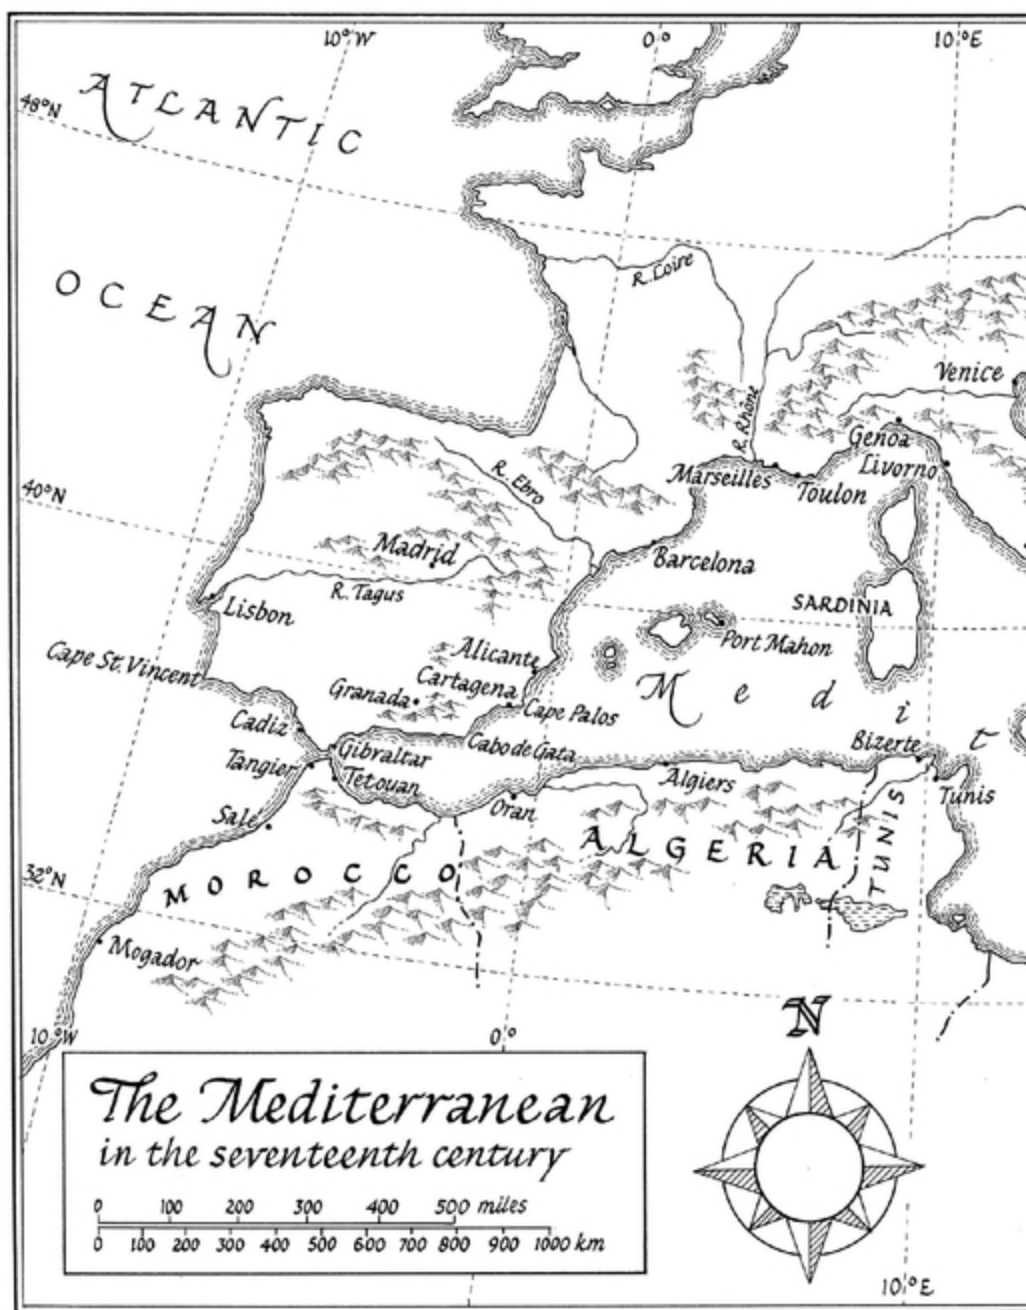 10°W
0°
10°E
48°N
ATLANTIC
OCEAN
R. Loire
Venice
R. Rhône
Genoa
Livorno
Marseilles
Toulon
R. Ebro
40°N
Madrid
Barcelona
R. Tagus
Lisbon
SARDINIA
Port Mahon
Cape St. Vincent
Alicante
Cartagena
Granada
Cape Palos
Medit
Cadiz
Gibraltar
Cabo de Gata
Bizerte
Tangier
Tetouan
Algiers
Tunis
Oran
Sale
ALGERIA
TUNIS
32°N
MOROCCO
Mogador
10°W
0°
N
The Mediterranean
in the seventeenth century
0 100 200 300 400 500 miles
0 100 200 300 400 500 600 700 800 900 1000 km
10°E